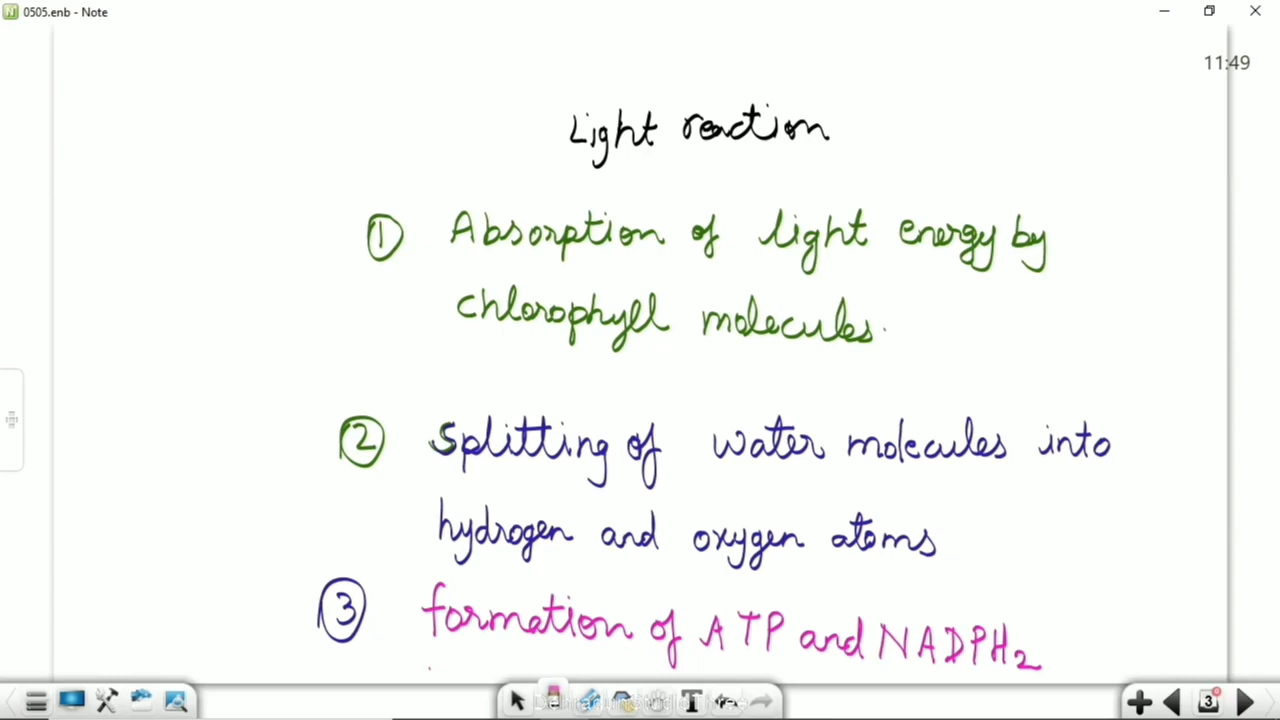 0505.enb - Note
11:49
Light reaction
① Absorption of light energy by
chlorophyll molecules.
② Splitting of water molecules into
hydrogen and oxygen atoms
③ formation of ATP and NADPH₂
3